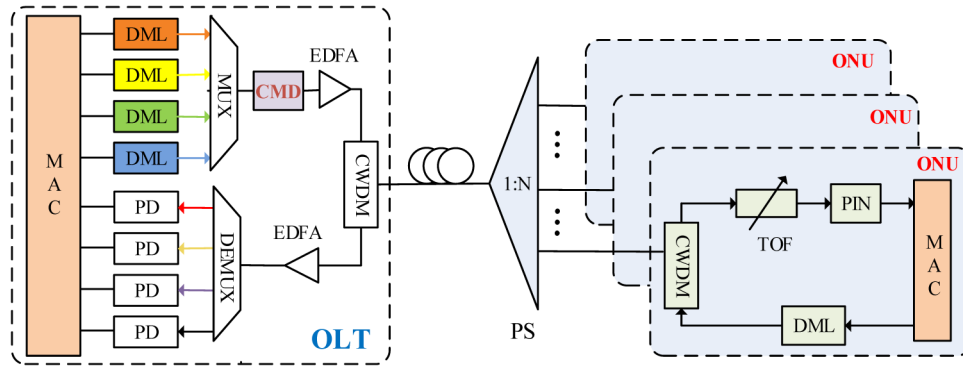 MAC
DML
DML
DML
DML
PD
PD
PD
PD
MUX
DEMUX
CMD
EDFA
EDFA
CWDM
OLT
1:N
PS
ONU
ONU
ONU
CWDM
TOF
PIN
DML
MAC